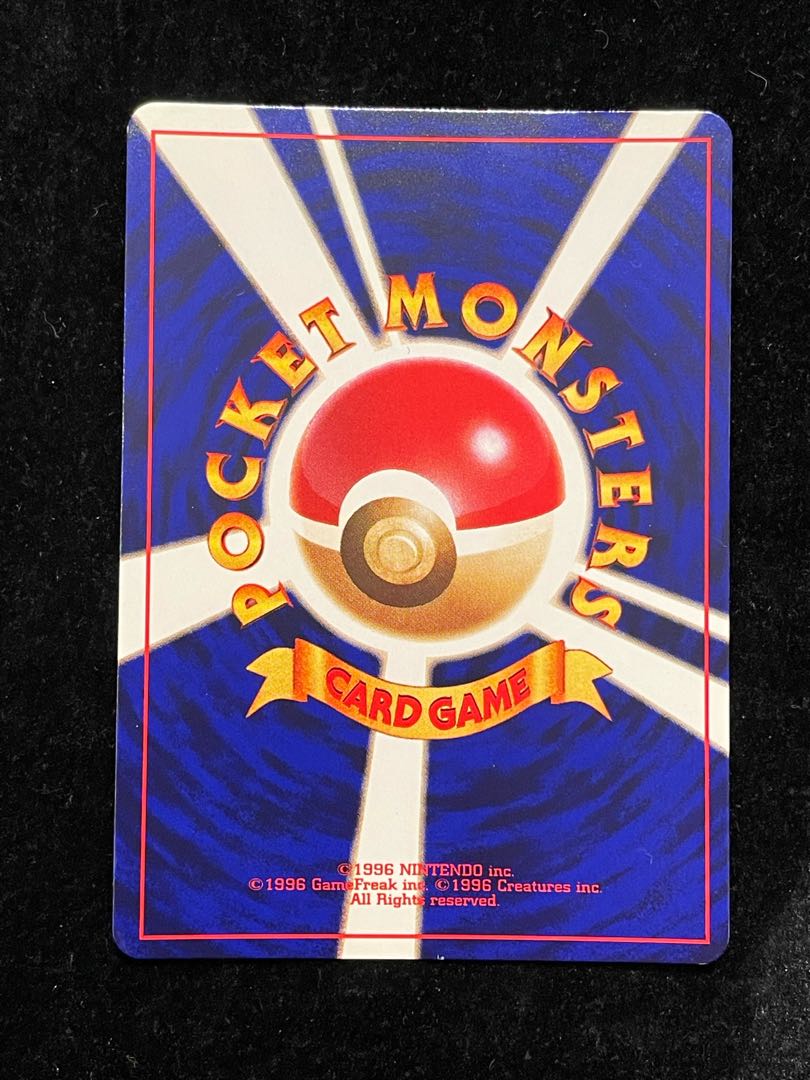 POCKET MONSTERS
CARD GAME
©1996 NINTENDO inc.
©1996 GameFreak inc. ©1996 Creatures inc.
All Rights reserved.